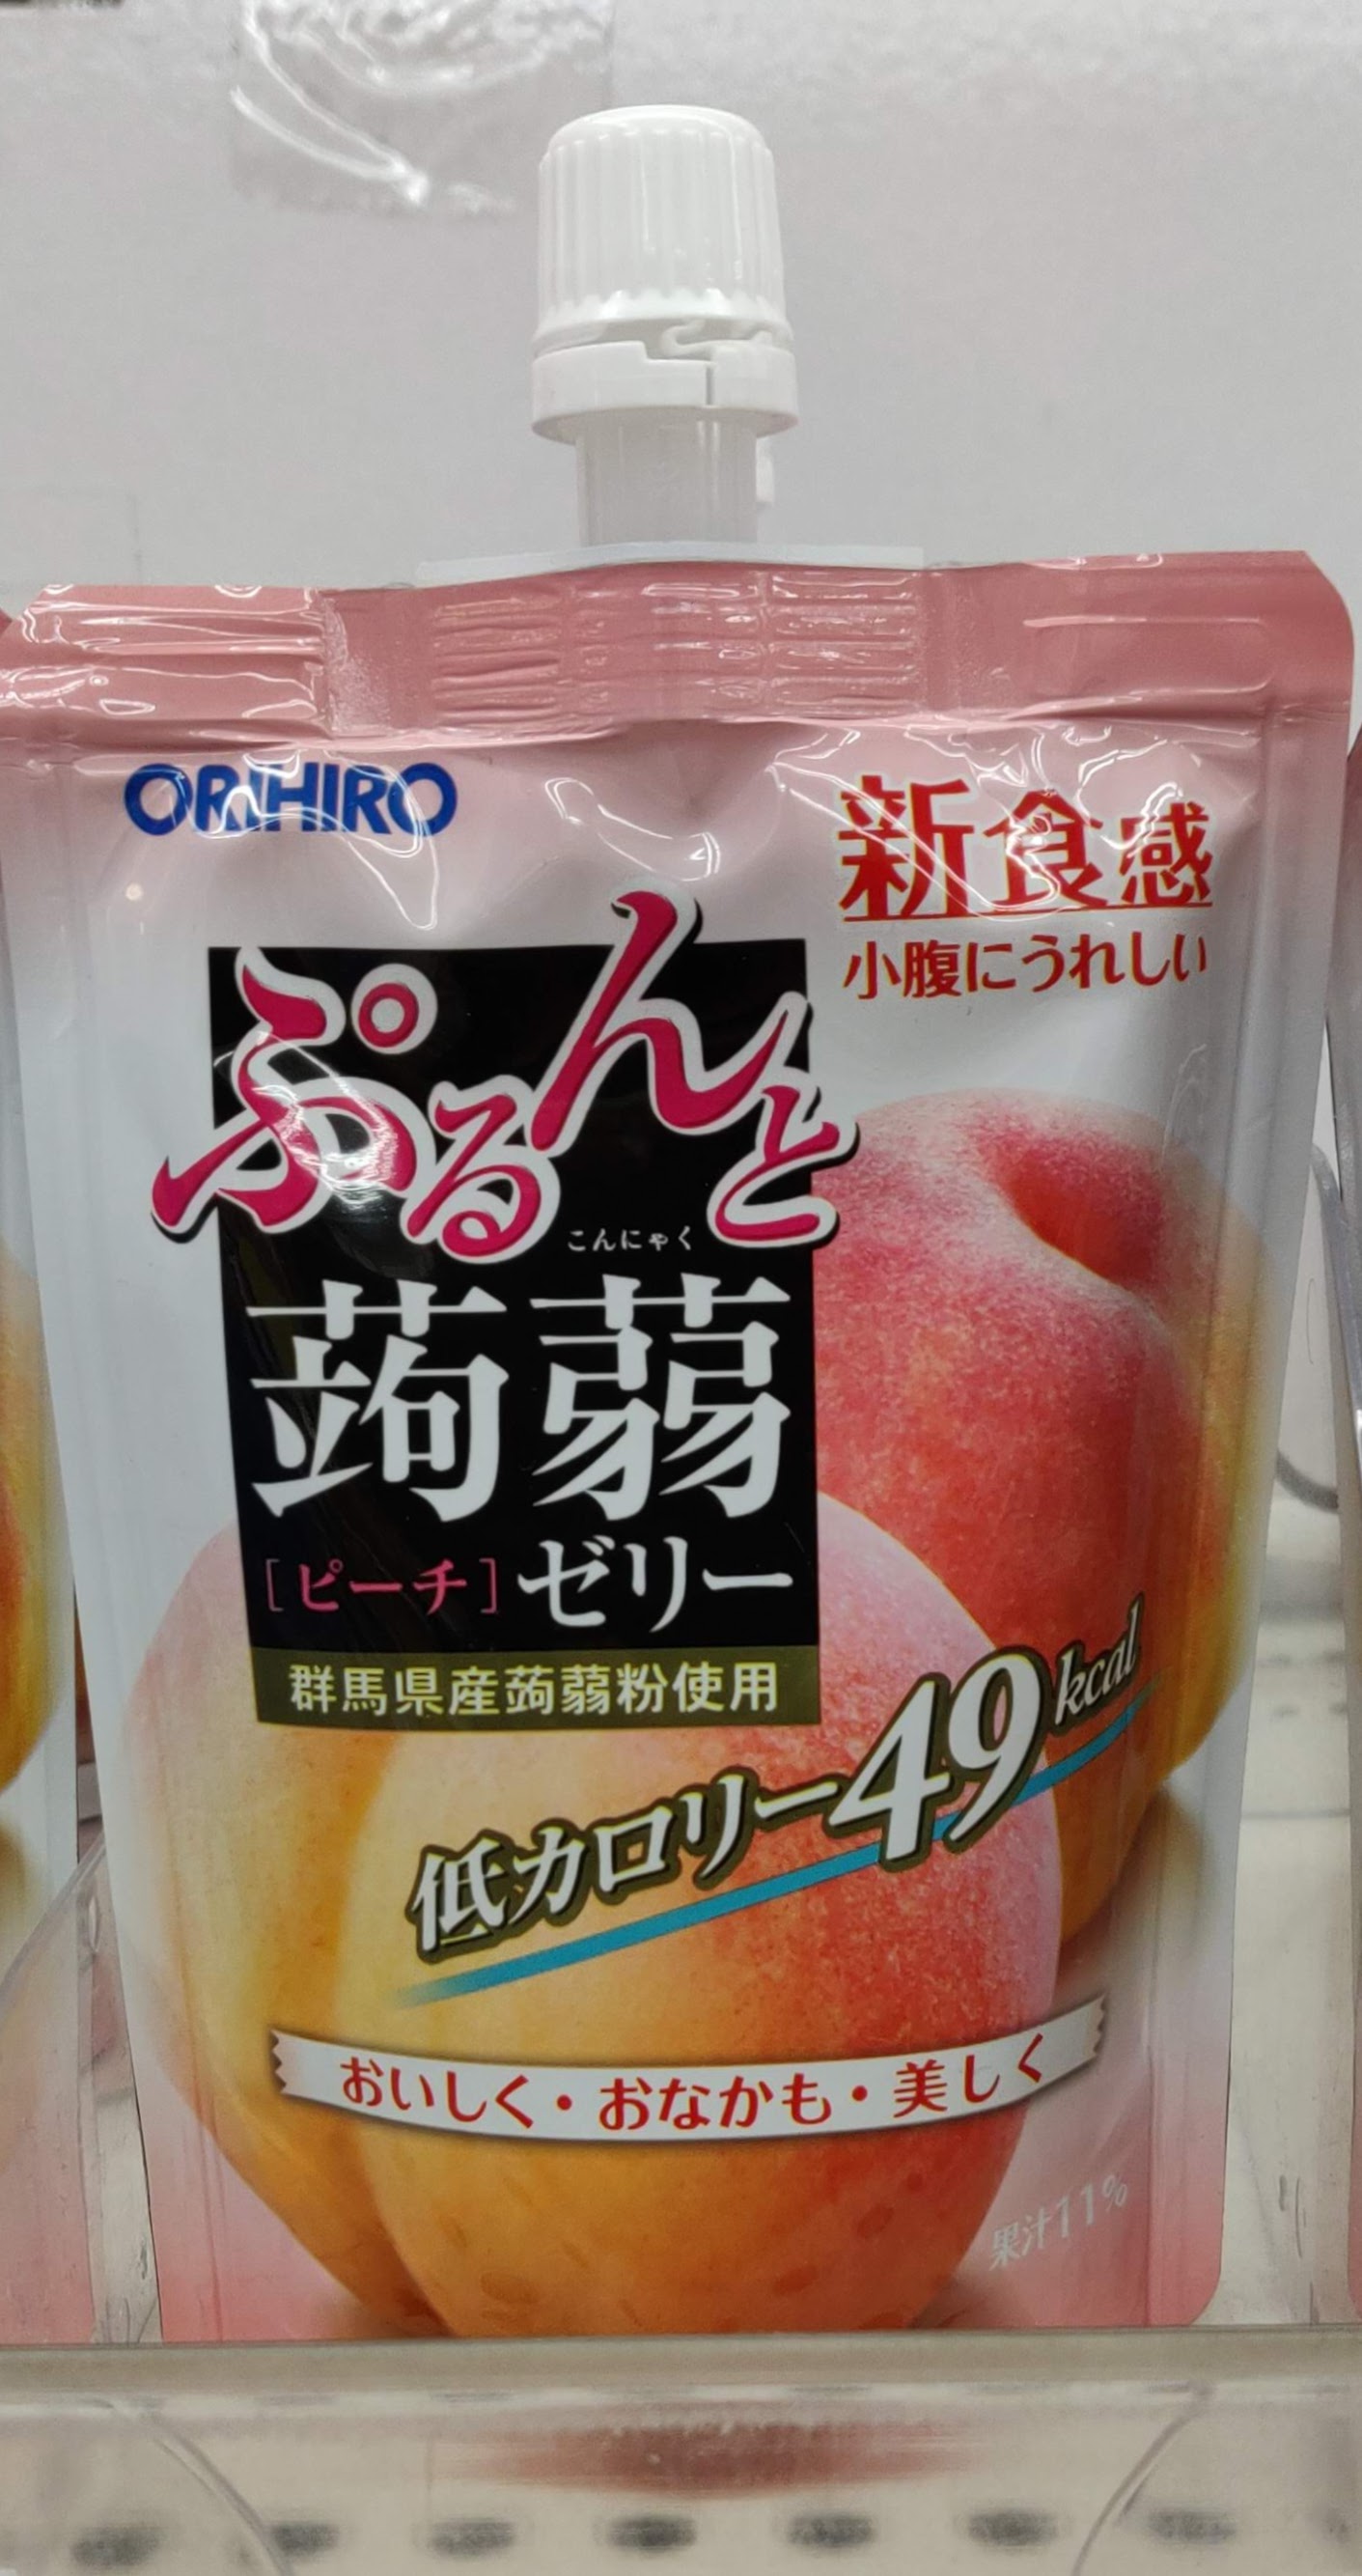 ORIHIRO
新食感
小腹にうれしい
ぷるんと
こんにゃく
蒟蒻
[ピーチ]ゼリー
群馬県産蒟蒻粉使用
低カロリー49kcal
おいしく・おなかも・美しく
果汁11%